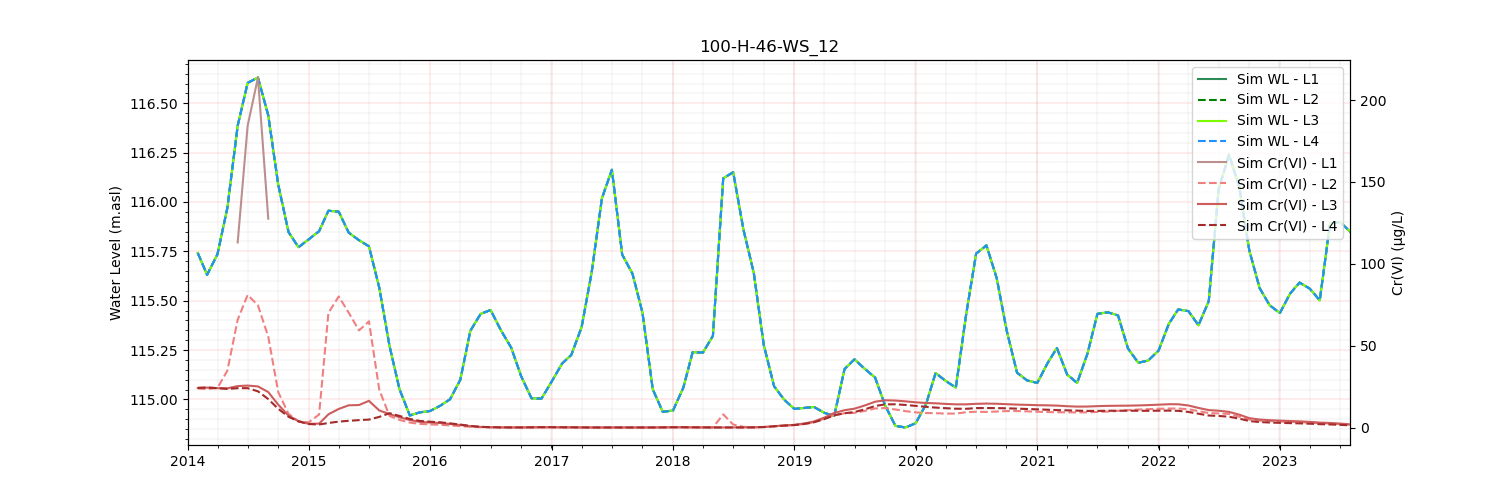 100-H-46-WS_12
116.50
116.25
116.00
115.75
115.50
115.25
115.00
Water Level (m.asl)
2014
2015
2016
2017
2018
2019
2020
2021
2022
2023
200
150
100
50
0
Cr(VI) (μg/L)
Sim WL - L1
Sim WL - L2
Sim WL - L3
Sim WL - L4
Sim Cr(VI) - L1
Sim Cr(VI) - L2
Sim Cr(VI) - L3
Sim Cr(VI) - L4